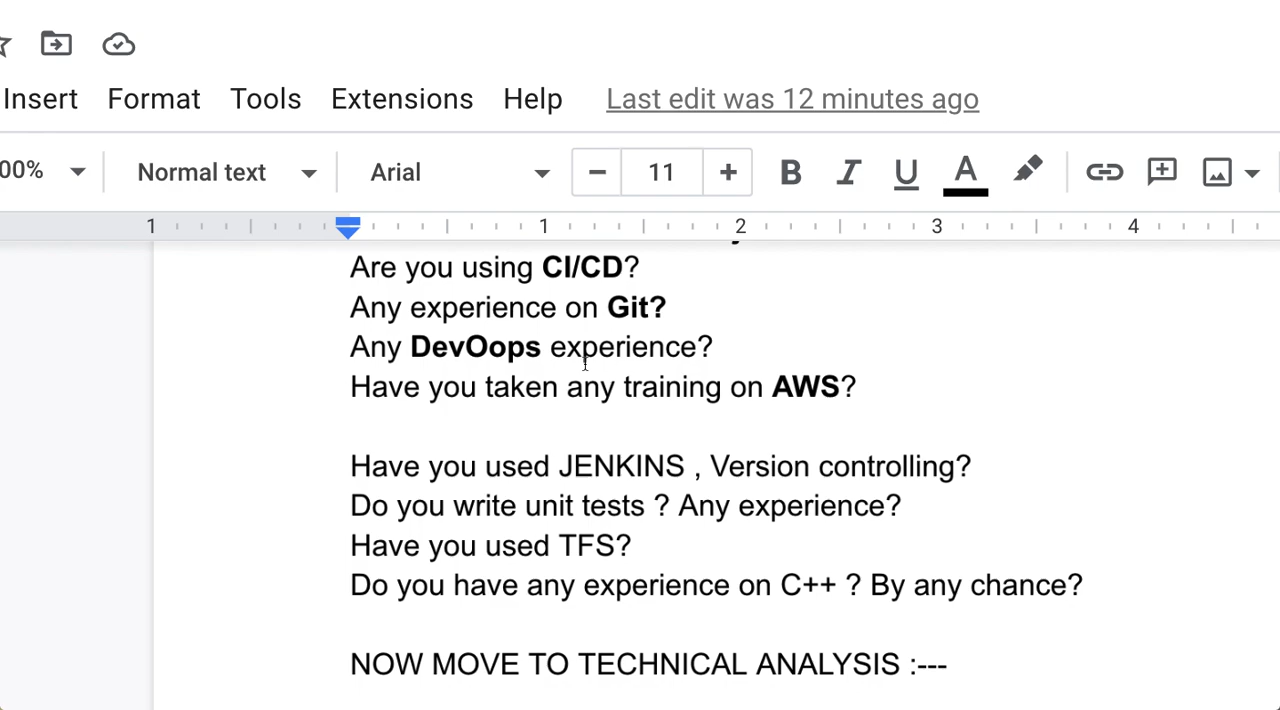 Insert Format Tools Extensions Help Last edit was 12 minutes ago
00% Normal text Arial 11 B I U A
1 1 2 3 4
Are you using CI/CD?
Any experience on Git?
Any DevOops experience?
Have you taken any training on AWS?
Have you used JENKINS , Version controlling?
Do you write unit tests ? Any experience?
Have you used TFS?
Do you have any experience on C++ ? By any chance?
NOW MOVE TO TECHNICAL ANALYSIS :---